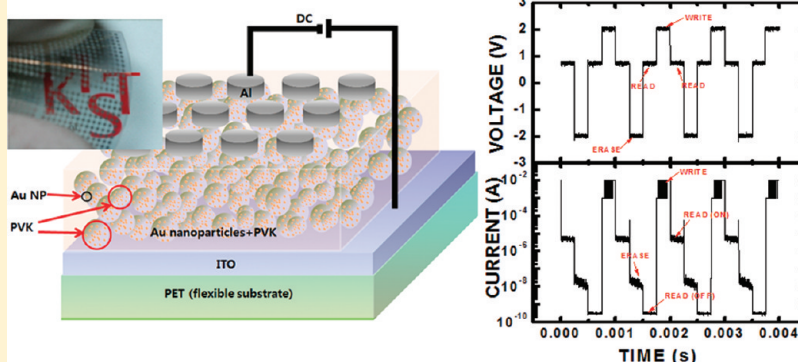 KIST
DC
Al
Au NP
PVK
Au nanoparticles+PVK
ITO
PET (flexible substrate)
VOLTAGE (V)
3
2
1
0
-1
-2
-3
WRITE
READ
READ
ERASE
CURRENT (A)
10⁻²
10⁻⁴
10⁻⁶
10⁻⁸
10⁻¹⁰
WRITE
READ (ON)
ERASE
READ (OFF)
0.000 0.001 0.002 0.003 0.004
TIME (s)